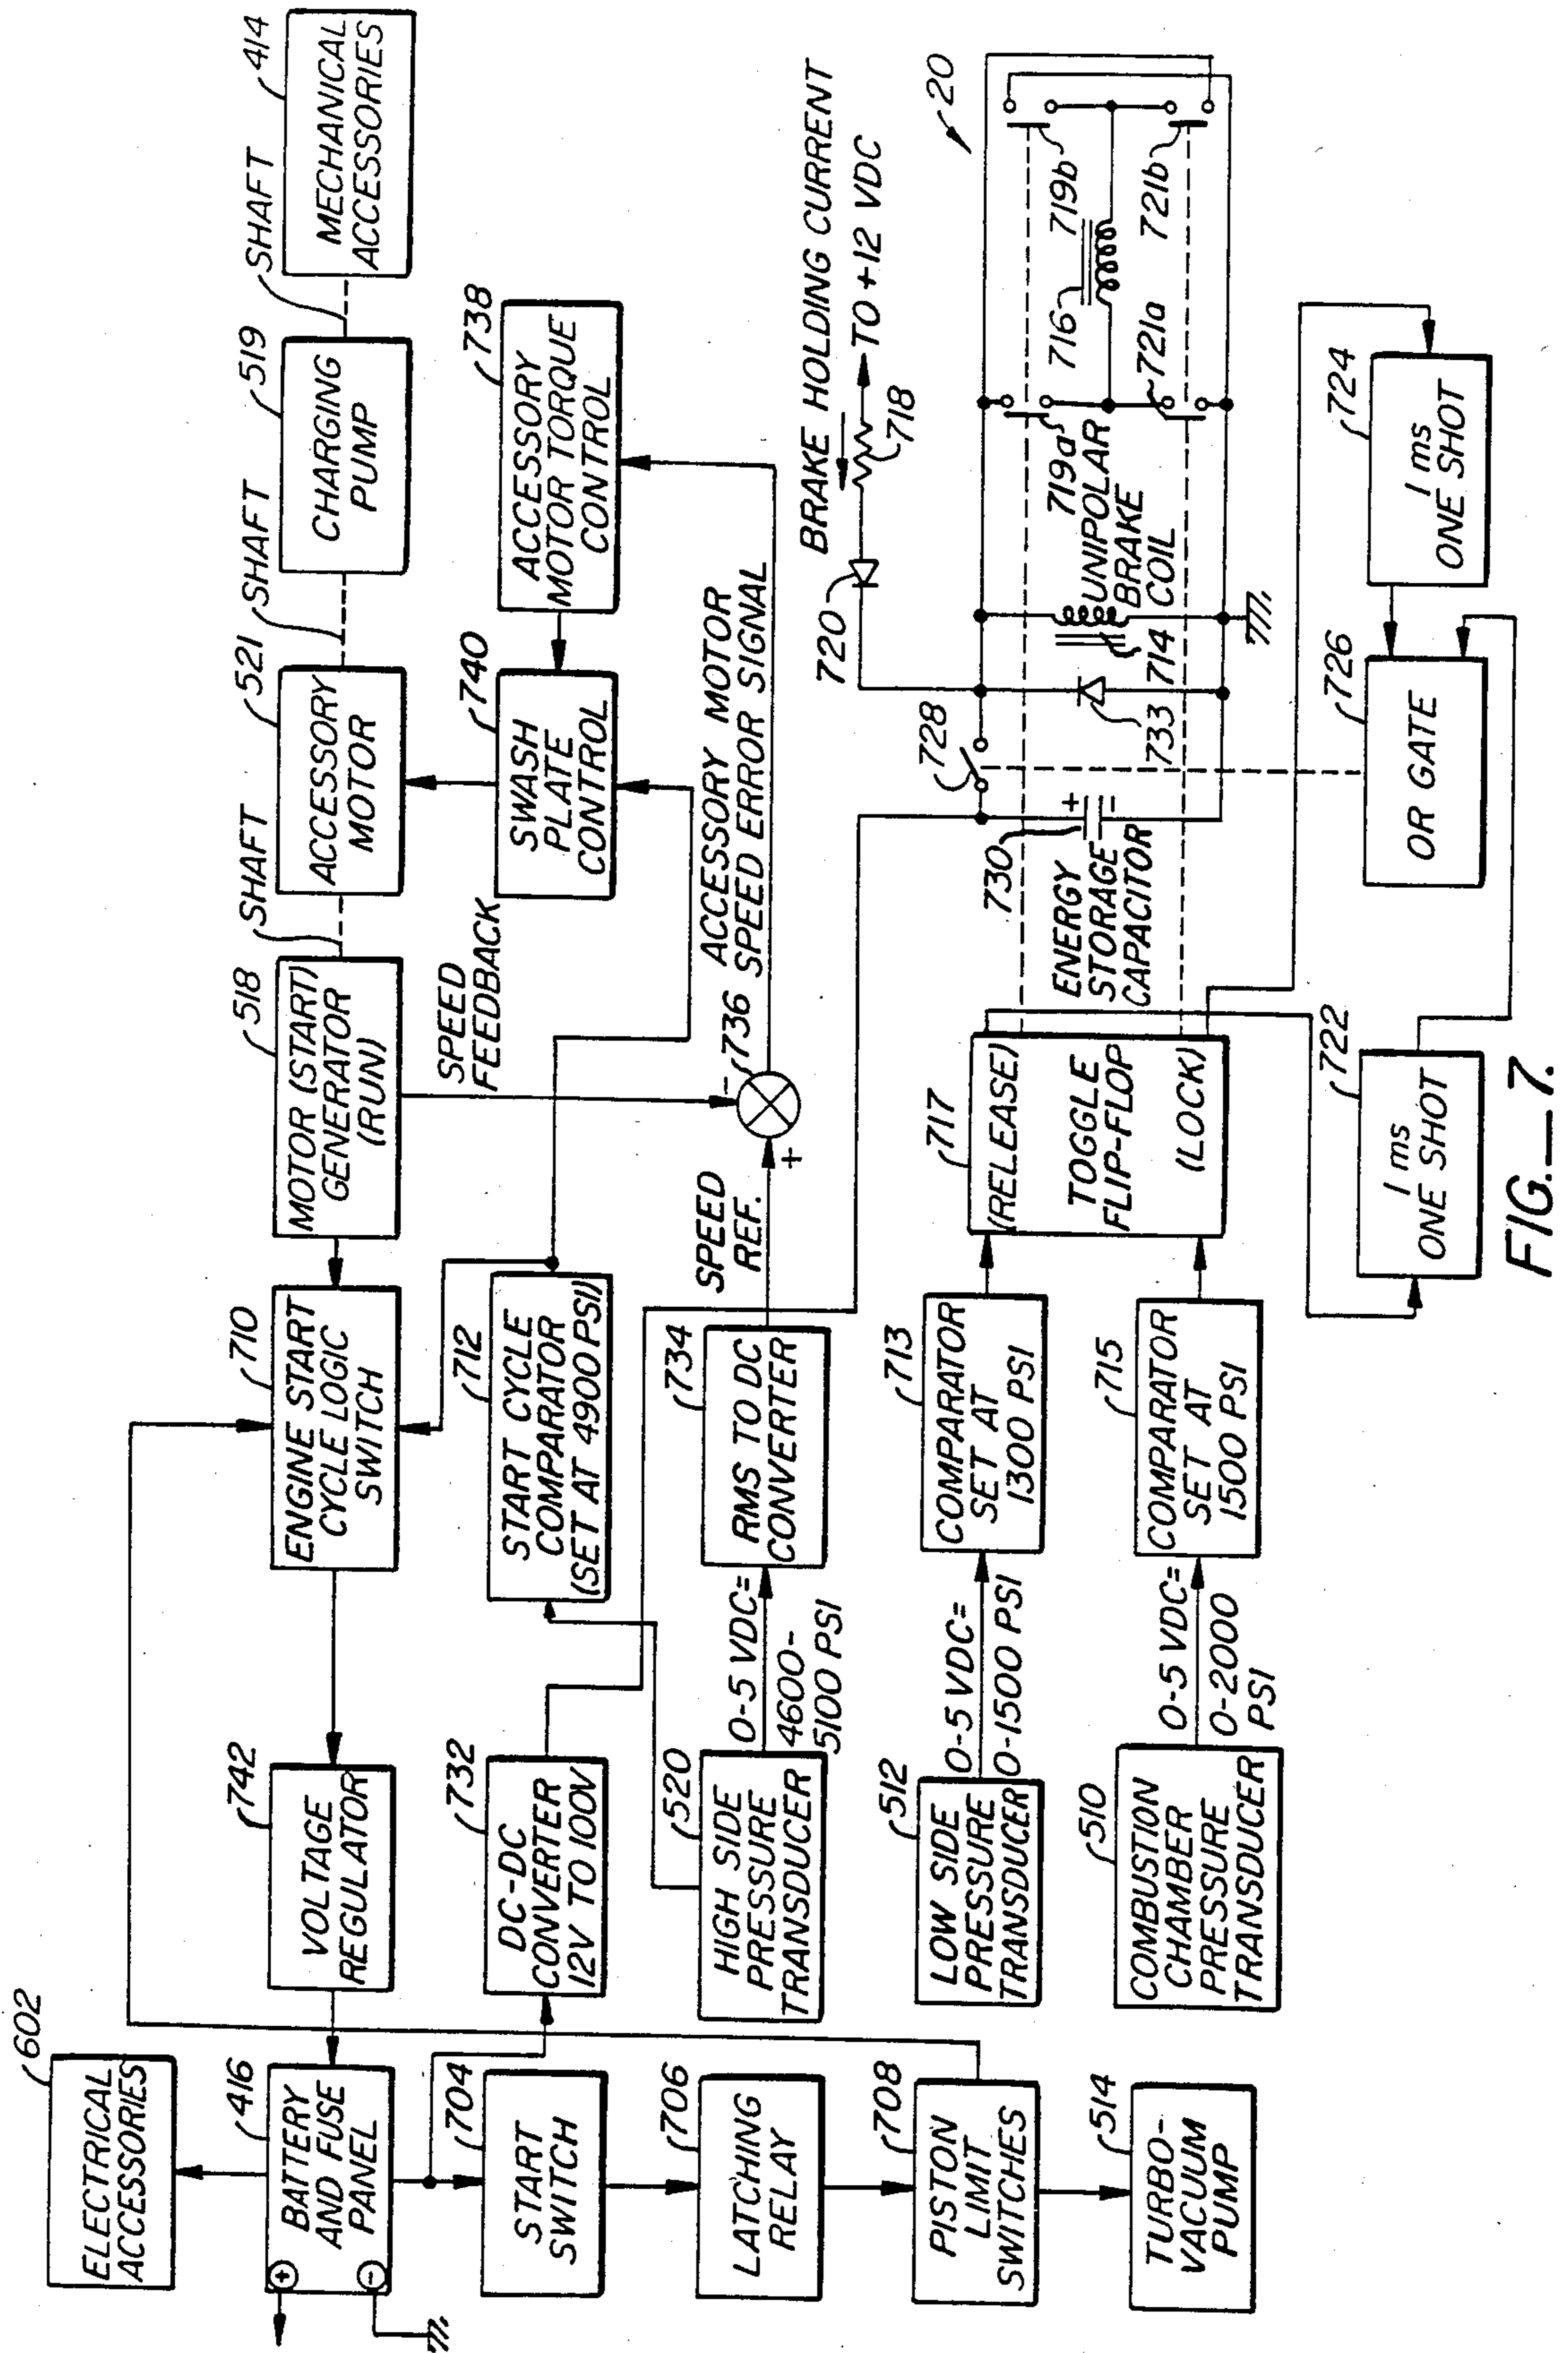 ELECTRICAL
ACCESSORIES
602
BATTERY
AND FUSE
PANEL
+
-
416
VOLTAGE
REGULATOR
742
ENGINE START
CYCLE LOGIC
SWITCH
710
MOTOR (START)
GENERATOR
(RUN)
518
SHAFT
ACCESSORY
MOTOR
521
SHAFT
CHARGING
PUMP
519
SHAFT
MECHANICAL
ACCESSORIES
414
START
SWITCH
704
DC-DC
CONVERTER
12V TO 100V
732
START CYCLE
COMPARATOR
(SET AT 4900 PSI)
712
SPEED
FEEDBACK
SWASH
PLATE
CONTROL
740
ACCESSORY
MOTOR TORQUE
CONTROL
738
LATCHING
RELAY
706
HIGH SIDE
PRESSURE
TRANSDUCER
520
0-5 VDC=
4600-
5100 PSI
RMS TO DC
CONVERTER
734
SPEED
REF.
+
-
736
ACCESSORY MOTOR
SPEED ERROR SIGNAL
BRAKE HOLDING CURRENT
TO +12 VDC
718
720
PISTON
LIMIT
SWITCHES
708
LOW SIDE
PRESSURE
TRANSDUCER
512
0-5 VDC=
0-1500 PSI
COMPARATOR
SET AT
1300 PSI
713
717
(RELEASE)
TOGGLE
FLIP-FLOP
(LOCK)
728
730
+
-
ENERGY
STORAGE
CAPACITOR
733
714
UNIPOLAR
BRAKE
COIL
719a
716
719b
721a
721b
20
TURBO-
VACUUM
PUMP
514
COMBUSTION
CHAMBER
PRESSURE
TRANSDUCER
510
0-5 VDC=
0-2000
PSI
COMPARATOR
SET AT
1500 PSI
715
1 ms
ONE SHOT
722
OR GATE
726
1 ms
ONE SHOT
724
FIG._7.